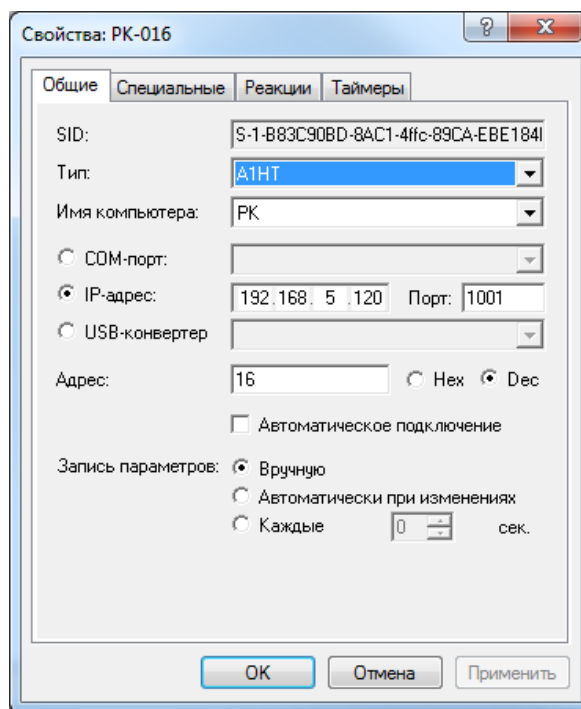 Свойства: РК-016
Общие Специальные Реакции Таймеры
SID: S-1-B83C90BD-8AC1-4ffc-89CA-EBE184
Тип: A1HT
Имя компьютера: PK
COM-порт:
IP-адрес: 192.168. 5 .120 Порт: 1001
USB-конвертер
Адрес: 16 Hex Dec
Автоматическое подключение
Запись параметров: Вручную
Автоматически при изменениях
Каждые 0 сек.
OK Отмена Применить